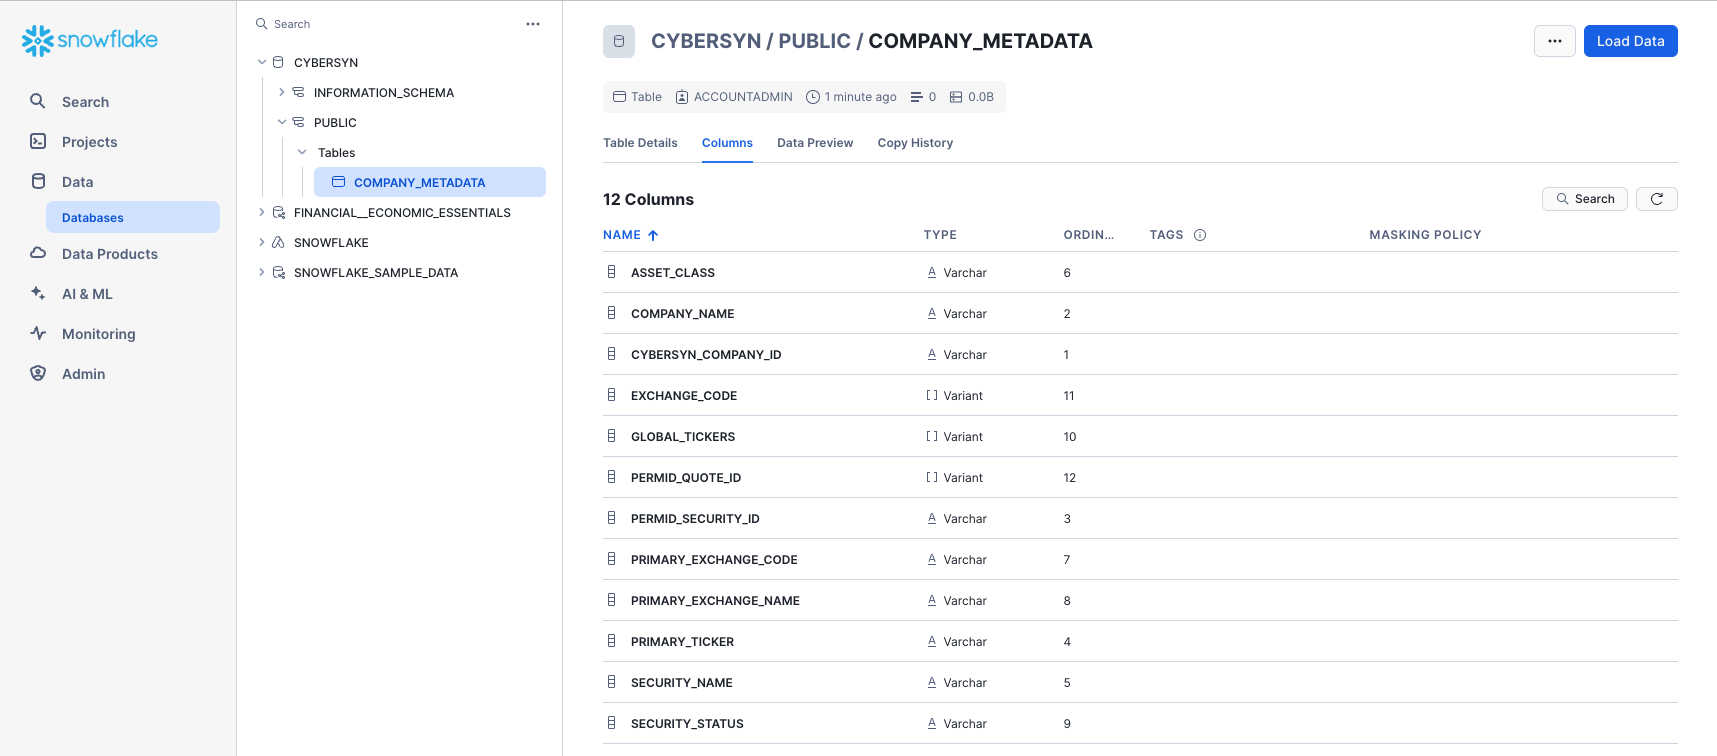 snowflake
Search
Projects
Data
Databases
Data Products
AI & ML
Monitoring
Admin
Search
CYBERSYN
INFORMATION_SCHEMA
PUBLIC
Tables
COMPANY_METADATA
FINANCIAL__ECONOMIC_ESSENTIALS
SNOWFLAKE
SNOWFLAKE_SAMPLE_DATA
CYBERSYN / PUBLIC / COMPANY_METADATA
Load Data
Table ACCOUNTADMIN 1 minute ago 0 0.0B
Table Details Columns Data Preview Copy History
12 Columns
Search
NAME TYPE ORDIN... TAGS MASKING POLICY
ASSET_CLASS Varchar 6
COMPANY_NAME Varchar 2
CYBERSYN_COMPANY_ID Varchar 1
EXCHANGE_CODE Variant 11
GLOBAL_TICKERS Variant 10
PERMID_QUOTE_ID Variant 12
PERMID_SECURITY_ID Varchar 3
PRIMARY_EXCHANGE_CODE Varchar 7
PRIMARY_EXCHANGE_NAME Varchar 8
PRIMARY_TICKER Varchar 4
SECURITY_NAME Varchar 5
SECURITY_STATUS Varchar 9